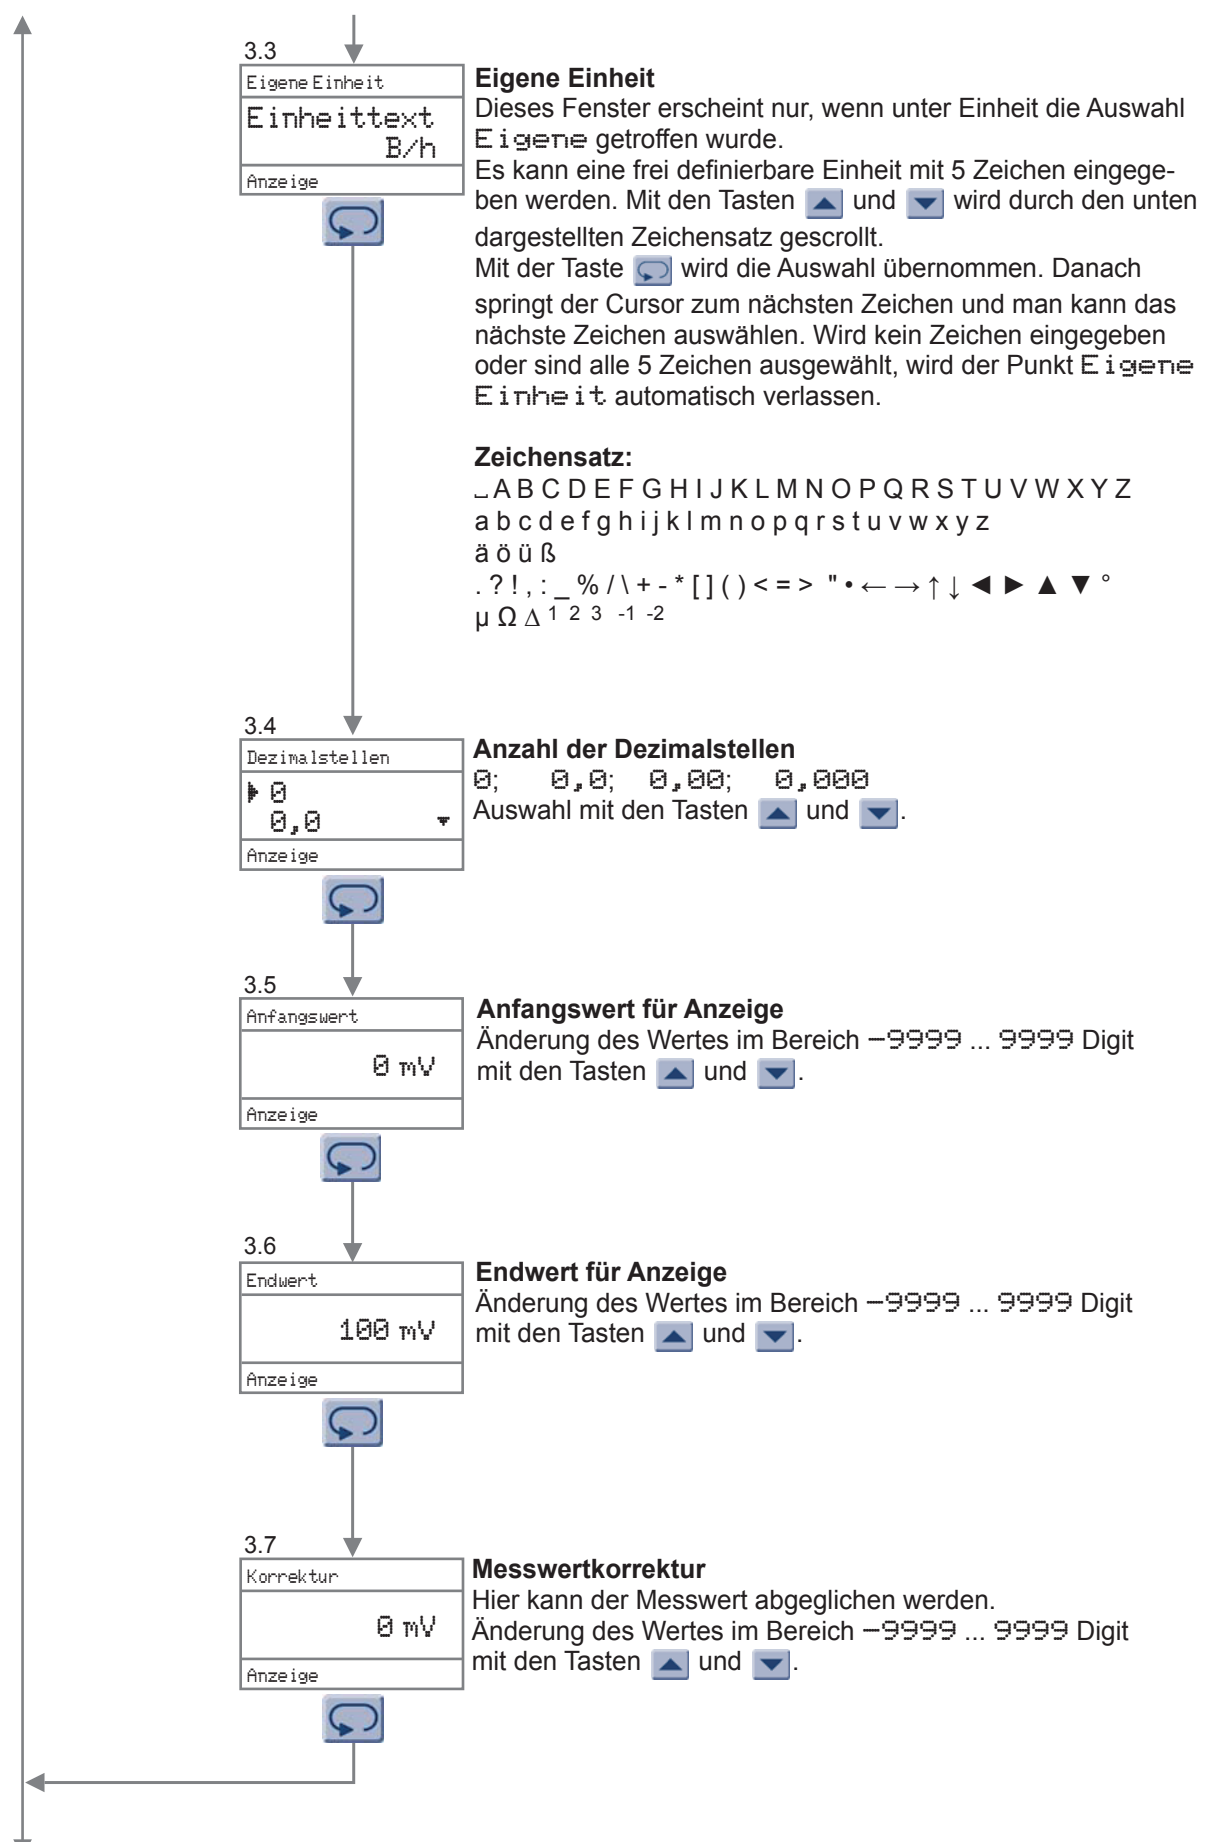 3.3
Eigene Einheit
Einheittext
B/h
Anzeige
Eigene Einheit
Dieses Fenster erscheint nur, wenn unter Einheit die Auswahl
Eigene getroffen wurde.
Es kann eine frei definierbare Einheit mit 5 Zeichen eingege-
ben werden. Mit den Tasten ▲ und ▼ wird durch den unten
dargestellten Zeichensatz gescrollt.
Mit der Taste wird die Auswahl übernommen. Danach
springt der Cursor zum nächsten Zeichen und man kann das
nächste Zeichen auswählen. Wird kein Zeichen eingegeben
oder sind alle 5 Zeichen ausgewählt, wird der Punkt Eigene
Einheit automatisch verlassen.
Zeichensatz:
⎵ A B C D E F G H I J K L M N O P Q R S T U V W X Y Z
a b c d e f g h i j k l m n o p q r s t u v w x y z
ä ö ü ß
. ? ! , : _ % / \ + - * [ ] ( ) < = > " • ← → ↑ ↓ ◄ ► ▲ ▼ °
µ Ω ∆ ¹ ² ³ ⁻¹ ⁻²
3.4
Dezimalstellen
0
0,0
Anzeige
Anzahl der Dezimalstellen
0; 0,0; 0,00; 0,000
Auswahl mit den Tasten ▲ und ▼.
3.5
Anfangswert
0 mV
Anzeige
Anfangswert für Anzeige
Änderung des Wertes im Bereich −9999 ... 9999 Digit
mit den Tasten ▲ und ▼.
3.6
Endwert
100 mV
Anzeige
Endwert für Anzeige
Änderung des Wertes im Bereich −9999 ... 9999 Digit
mit den Tasten ▲ und ▼.
3.7
Korrektur
0 mV
Anzeige
Messwertkorrektur
Hier kann der Messwert abgeglichen werden.
Änderung des Wertes im Bereich −9999 ... 9999 Digit
mit den Tasten ▲ und ▼.